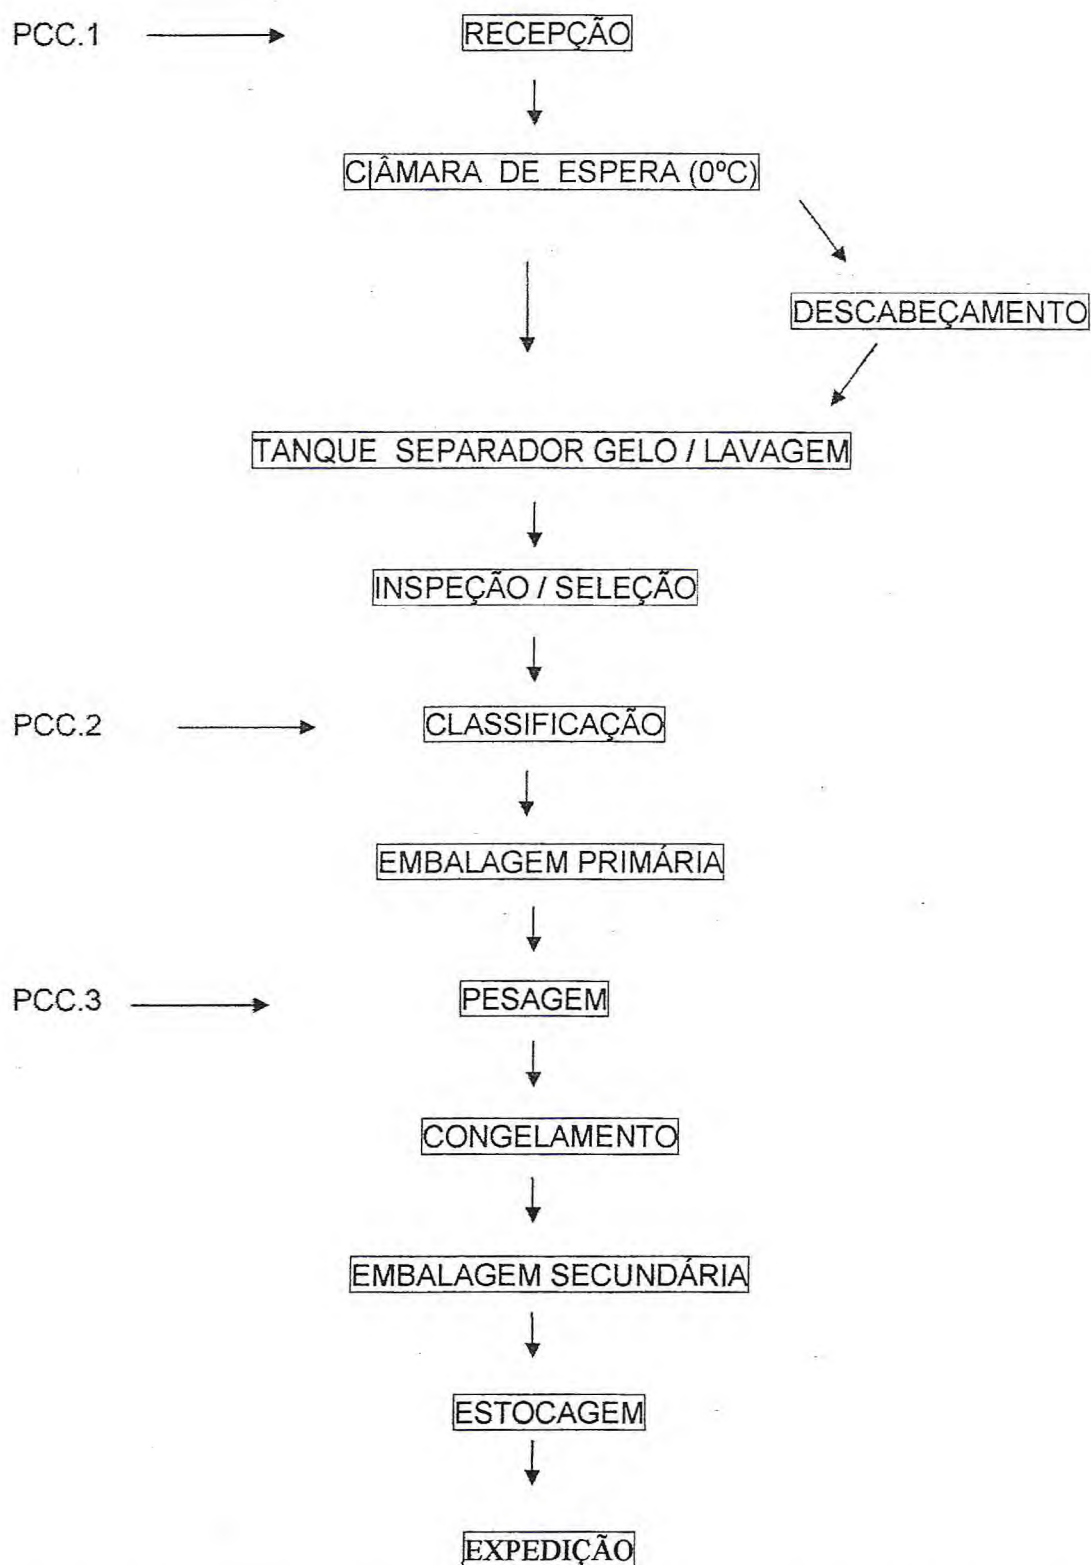 PCC.1
RECEPÇÃO
C|ÂMARA DE ESPERA (0ºC)
DESCABEÇAMENTO
TANQUE SEPARADOR GELO / LAVAGEM
INSPEÇÃO / SELEÇÃO
PCC.2
CLASSIFICAÇÃO
EMBALAGEM PRIMÁRIA
PCC.3
PESAGEM
CONGELAMENTO
EMBALAGEM SECUNDÁRIA
ESTOCAGEM
EXPEDIÇÃO